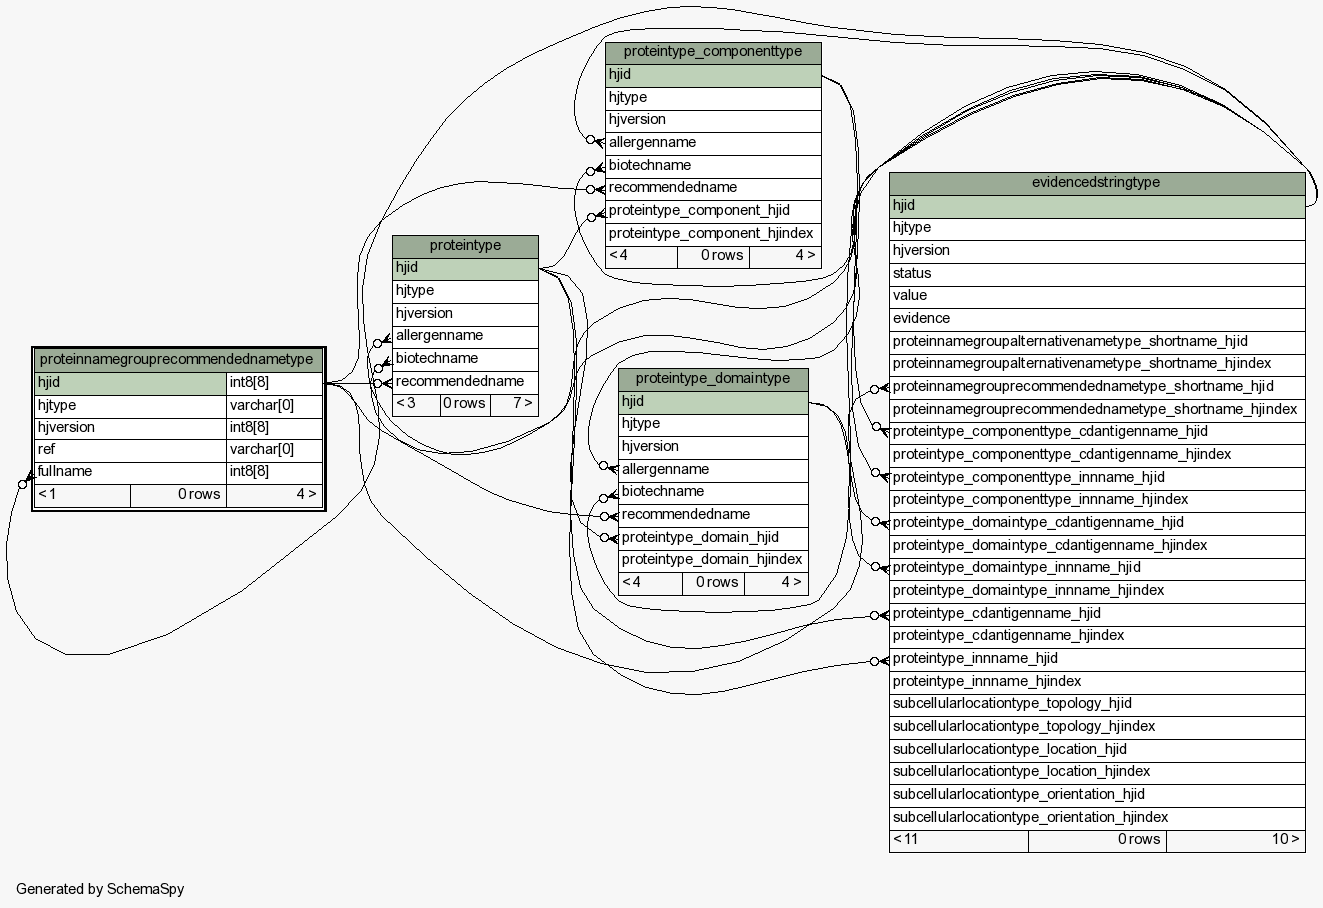 proteintype_componenttype
hjid
hjtype
hjversion
allergenname
biotechname
recommendedname
proteintype_component_hjid
proteintype_component_hjindex
< 4 0 rows 4 >
evidencedstringtype
hjid
hjtype
hjversion
status
value
evidence
proteinnamegroupalternativenametype_shortname_hjid
proteinnamegroupalternativenametype_shortname_hjindex
proteinnamegrouprecommendednametype_shortname_hjid
proteinnamegrouprecommendednametype_shortname_hjindex
proteintype_componenttype_cdantigenname_hjid
proteintype_componenttype_cdantigenname_hjindex
proteintype_componenttype_innname_hjid
proteintype_componenttype_innname_hjindex
proteintype_domaintype_cdantigenname_hjid
proteintype_domaintype_cdantigenname_hjindex
proteintype_domaintype_innname_hjid
proteintype_domaintype_innname_hjindex
proteintype_cdantigenname_hjid
proteintype_cdantigenname_hjindex
proteintype_innname_hjid
proteintype_innname_hjindex
subcellularlocationtype_topology_hjid
subcellularlocationtype_topology_hjindex
subcellularlocationtype_location_hjid
subcellularlocationtype_location_hjindex
subcellularlocationtype_orientation_hjid
subcellularlocationtype_orientation_hjindex
< 11 0 rows 10 >
proteintype
hjid
hjtype
hjversion
allergenname
biotechname
recommendedname
< 3 0 rows 7 >
proteinnamegrouprecommendednametype
hjid int8[8]
hjtype varchar[0]
hjversion int8[8]
ref varchar[0]
fullname int8[8]
< 1 0 rows 4 >
proteintype_domaintype
hjid
hjtype
hjversion
allergenname
biotechname
recommendedname
proteintype_domain_hjid
proteintype_domain_hjindex
< 4 0 rows 4 >
Generated by SchemaSpy